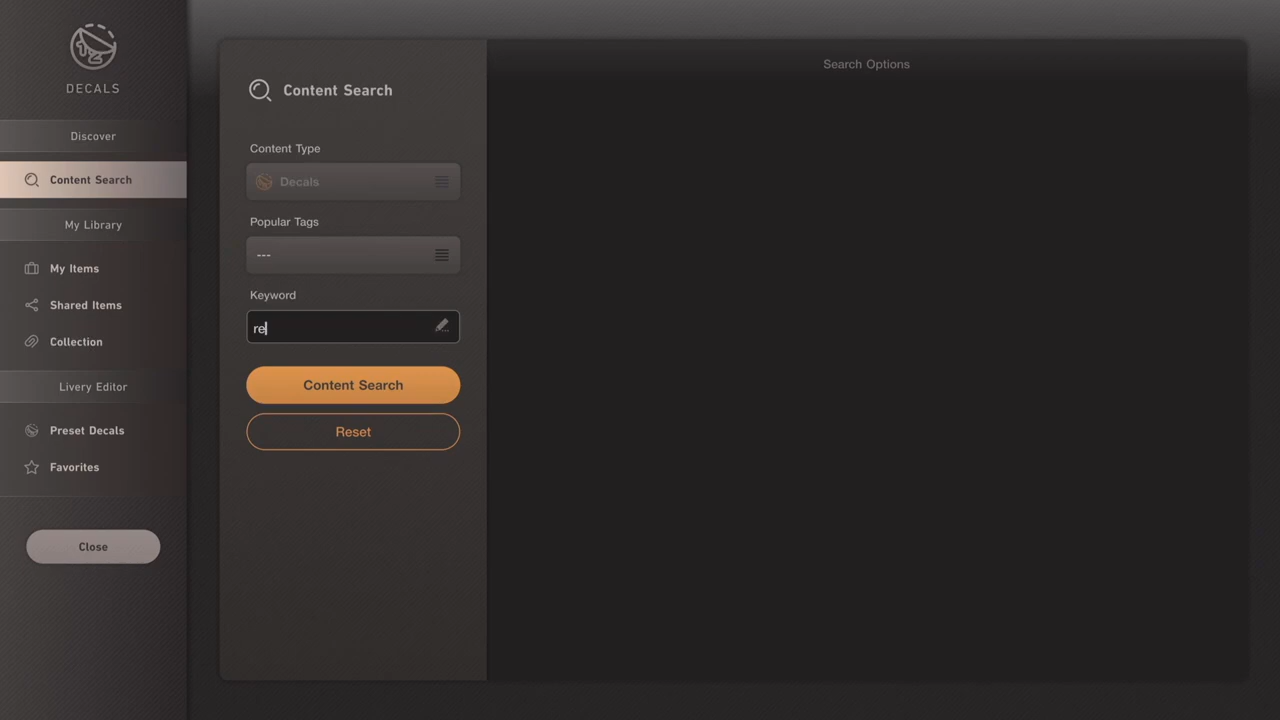 DECALS
Discover
Content Search
My Library
My Items
Shared Items
Collection
Livery Editor
Preset Decals
Favorites
Close
Content Search
Content Type
Decals
Popular Tags
---
Keyword
re
Content Search
Reset
Search Options